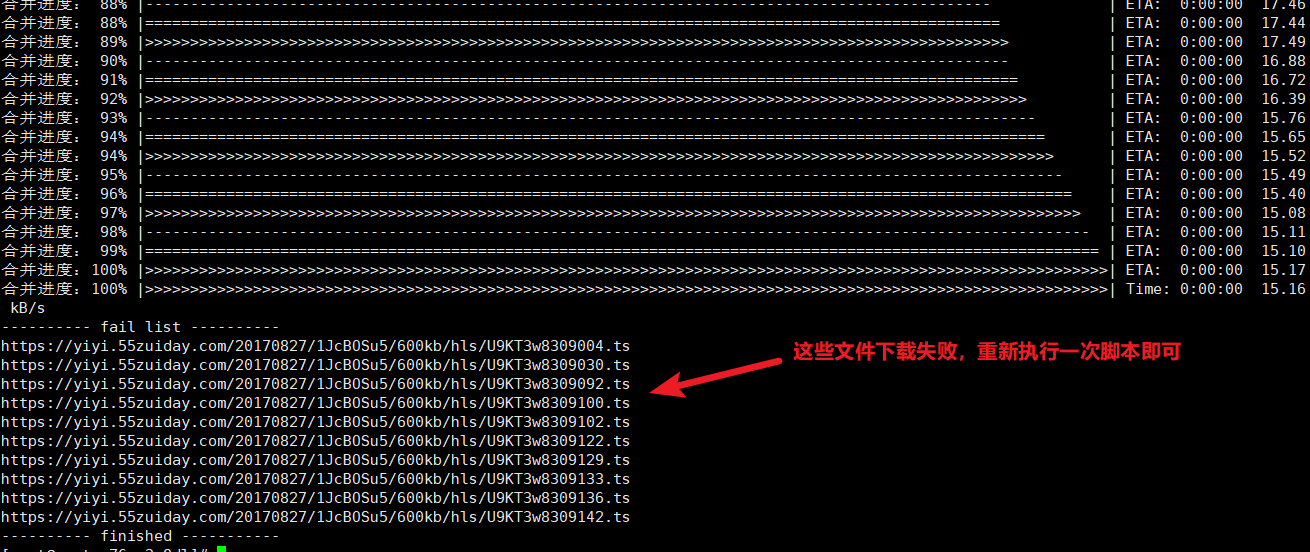 合并进度： 88% |----------------------------------------------------------------------------------------------- | ETA: 0:00:00 17.46
合并进度： 88% |=============================================================================================== | ETA: 0:00:00 17.44
合并进度： 89% |>>>>>>>>>>>>>>>>>>>>>>>>>>>>>>>>>>>>>>>>>>>>>>>>>>>>>>>>>>>>>>>>>>>>>>>>>>>>>>>>>>>>>>>>>>>>>>>> | ETA: 0:00:00 17.49
合并进度： 90% |------------------------------------------------------------------------------------------------ | ETA: 0:00:00 16.88
合并进度： 91% |================================================================================================= | ETA: 0:00:00 16.72
合并进度： 92% |>>>>>>>>>>>>>>>>>>>>>>>>>>>>>>>>>>>>>>>>>>>>>>>>>>>>>>>>>>>>>>>>>>>>>>>>>>>>>>>>>>>>>>>>>>>>>>>>>> | ETA: 0:00:00 16.39
合并进度： 93% |--------------------------------------------------------------------------------------------------- | ETA: 0:00:00 15.76
合并进度： 94% |==================================================================================================== | ETA: 0:00:00 15.65
合并进度： 94% |>>>>>>>>>>>>>>>>>>>>>>>>>>>>>>>>>>>>>>>>>>>>>>>>>>>>>>>>>>>>>>>>>>>>>>>>>>>>>>>>>>>>>>>>>>>>>>>>>>>>> | ETA: 0:00:00 15.52
合并进度： 95% |------------------------------------------------------------------------------------------------------ | ETA: 0:00:00 15.49
合并进度： 96% |======================================================================================================= | ETA: 0:00:00 15.40
合并进度： 97% |>>>>>>>>>>>>>>>>>>>>>>>>>>>>>>>>>>>>>>>>>>>>>>>>>>>>>>>>>>>>>>>>>>>>>>>>>>>>>>>>>>>>>>>>>>>>>>>>>>>>>>>> | ETA: 0:00:00 15.08
合并进度： 98% |--------------------------------------------------------------------------------------------------------- | ETA: 0:00:00 15.11
合并进度： 99% |========================================================================================================== | ETA: 0:00:00 15.10
合并进度：100% |>>>>>>>>>>>>>>>>>>>>>>>>>>>>>>>>>>>>>>>>>>>>>>>>>>>>>>>>>>>>>>>>>>>>>>>>>>>>>>>>>>>>>>>>>>>>>>>>>>>>>>>>>>>| ETA: 0:00:00 15.17
合并进度：100% |>>>>>>>>>>>>>>>>>>>>>>>>>>>>>>>>>>>>>>>>>>>>>>>>>>>>>>>>>>>>>>>>>>>>>>>>>>>>>>>>>>>>>>>>>>>>>>>>>>>>>>>>>>>| Time: 0:00:00 15.16
kB/s
---------- fail list ----------
https://yiyi.55zuiday.com/20170827/1JcBOSu5/600kb/hls/U9KT3w8309004.ts
这些文件下载失败，重新执行一次脚本即可
https://yiyi.55zuiday.com/20170827/1JcBOSu5/600kb/hls/U9KT3w8309030.ts
https://yiyi.55zuiday.com/20170827/1JcBOSu5/600kb/hls/U9KT3w8309092.ts
https://yiyi.55zuiday.com/20170827/1JcBOSu5/600kb/hls/U9KT3w8309100.ts
https://yiyi.55zuiday.com/20170827/1JcBOSu5/600kb/hls/U9KT3w8309102.ts
https://yiyi.55zuiday.com/20170827/1JcBOSu5/600kb/hls/U9KT3w8309122.ts
https://yiyi.55zuiday.com/20170827/1JcBOSu5/600kb/hls/U9KT3w8309129.ts
https://yiyi.55zuiday.com/20170827/1JcBOSu5/600kb/hls/U9KT3w8309133.ts
https://yiyi.55zuiday.com/20170827/1JcBOSu5/600kb/hls/U9KT3w8309136.ts
https://yiyi.55zuiday.com/20170827/1JcBOSu5/600kb/hls/U9KT3w8309142.ts
---------- finished -----------